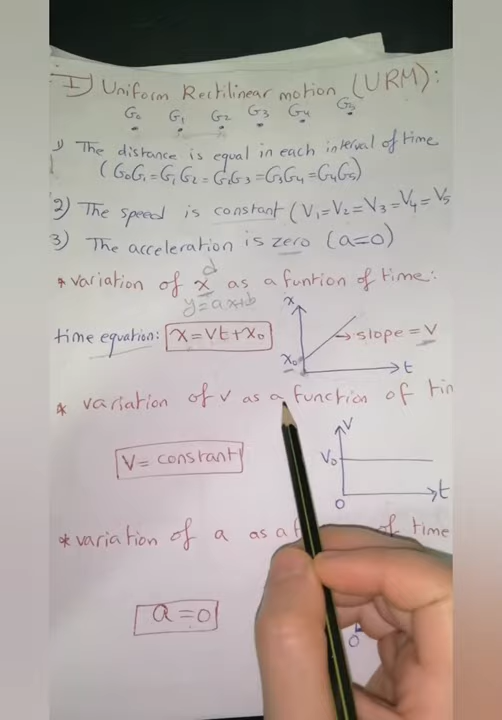 I) Uniform Rectilinear motion (URM):
G₀ G₁ G₂ G₃ G₄ G₅
1) The distance is equal in each interval of time
(G₀G₁=G₁G₂=G₂G₃=G₃G₄=G₄G₅)
2) The speed is constant (V₁=V₂=V₃=V₄=V₅
3) The acceleration is zero (a=0)
d
* variation of x as a funtion of time:
y=ax+b
time equation: x=Vt+x₀
x
x₀
slope = V
t
* variation of v as a function of tin
V= constant
V
V₀
t
0
* variation of a as a f of time
a=0
0